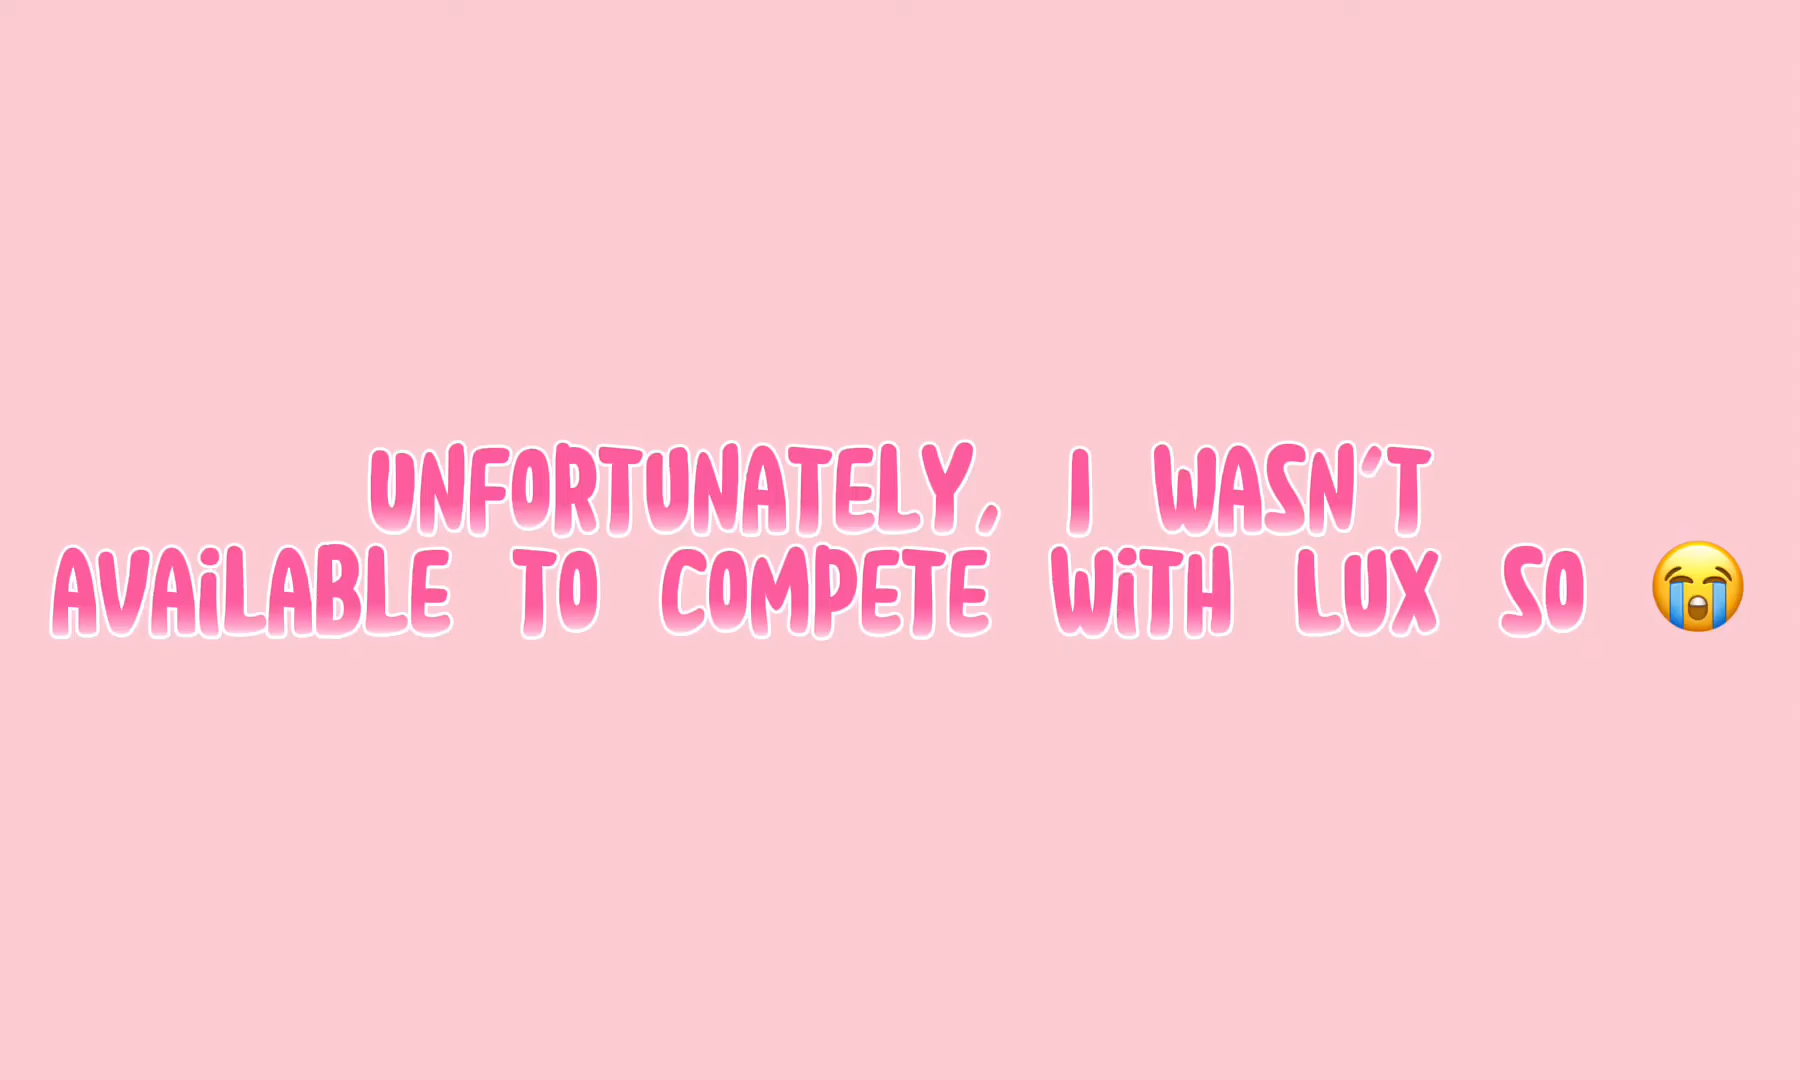 UNFORTUNATELY, I WASN'T
AVAiLABLE TO COMPETE WiTH LUX SO 😭